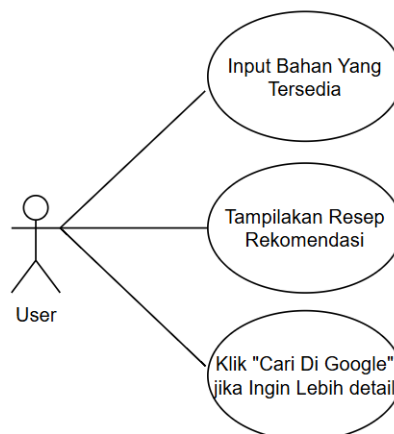 Input Bahan Yang
Tersedia
Tampilakan Resep
Rekomendasi
User
Klik "Cari Di Google"
jika Ingin Lebih detail